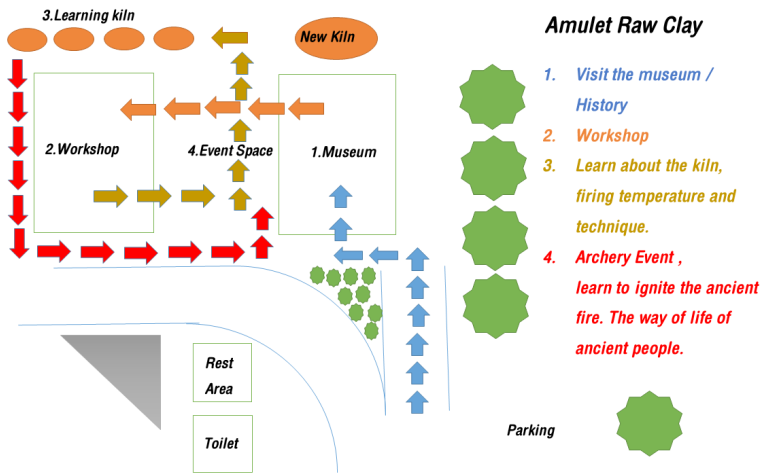 3.Learning kiln
New Kiln
2.Workshop
4.Event Space
1.Museum
Rest
Area
Toilet
Amulet Raw Clay
1. Visit the museum /
History
2. Workshop
3. Learn about the kiln,
firing temperature and
technique.
4. Archery Event ,
learn to ignite the ancient
fire. The way of life of
ancient people.
Parking